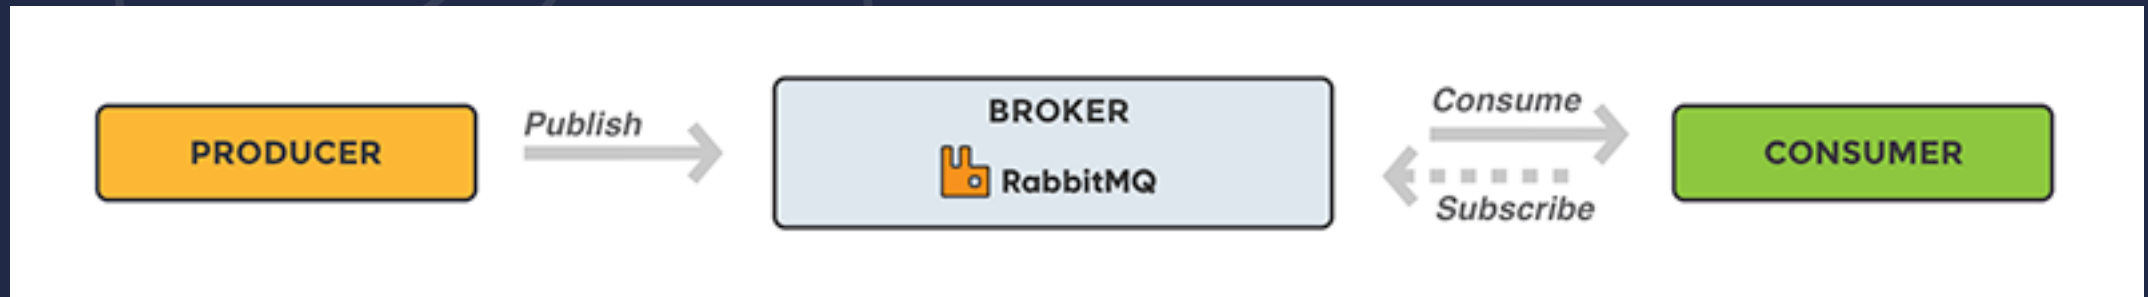 PRODUCER
Publish
BROKER
RabbitMQ
Consume
Subscribe
CONSUMER